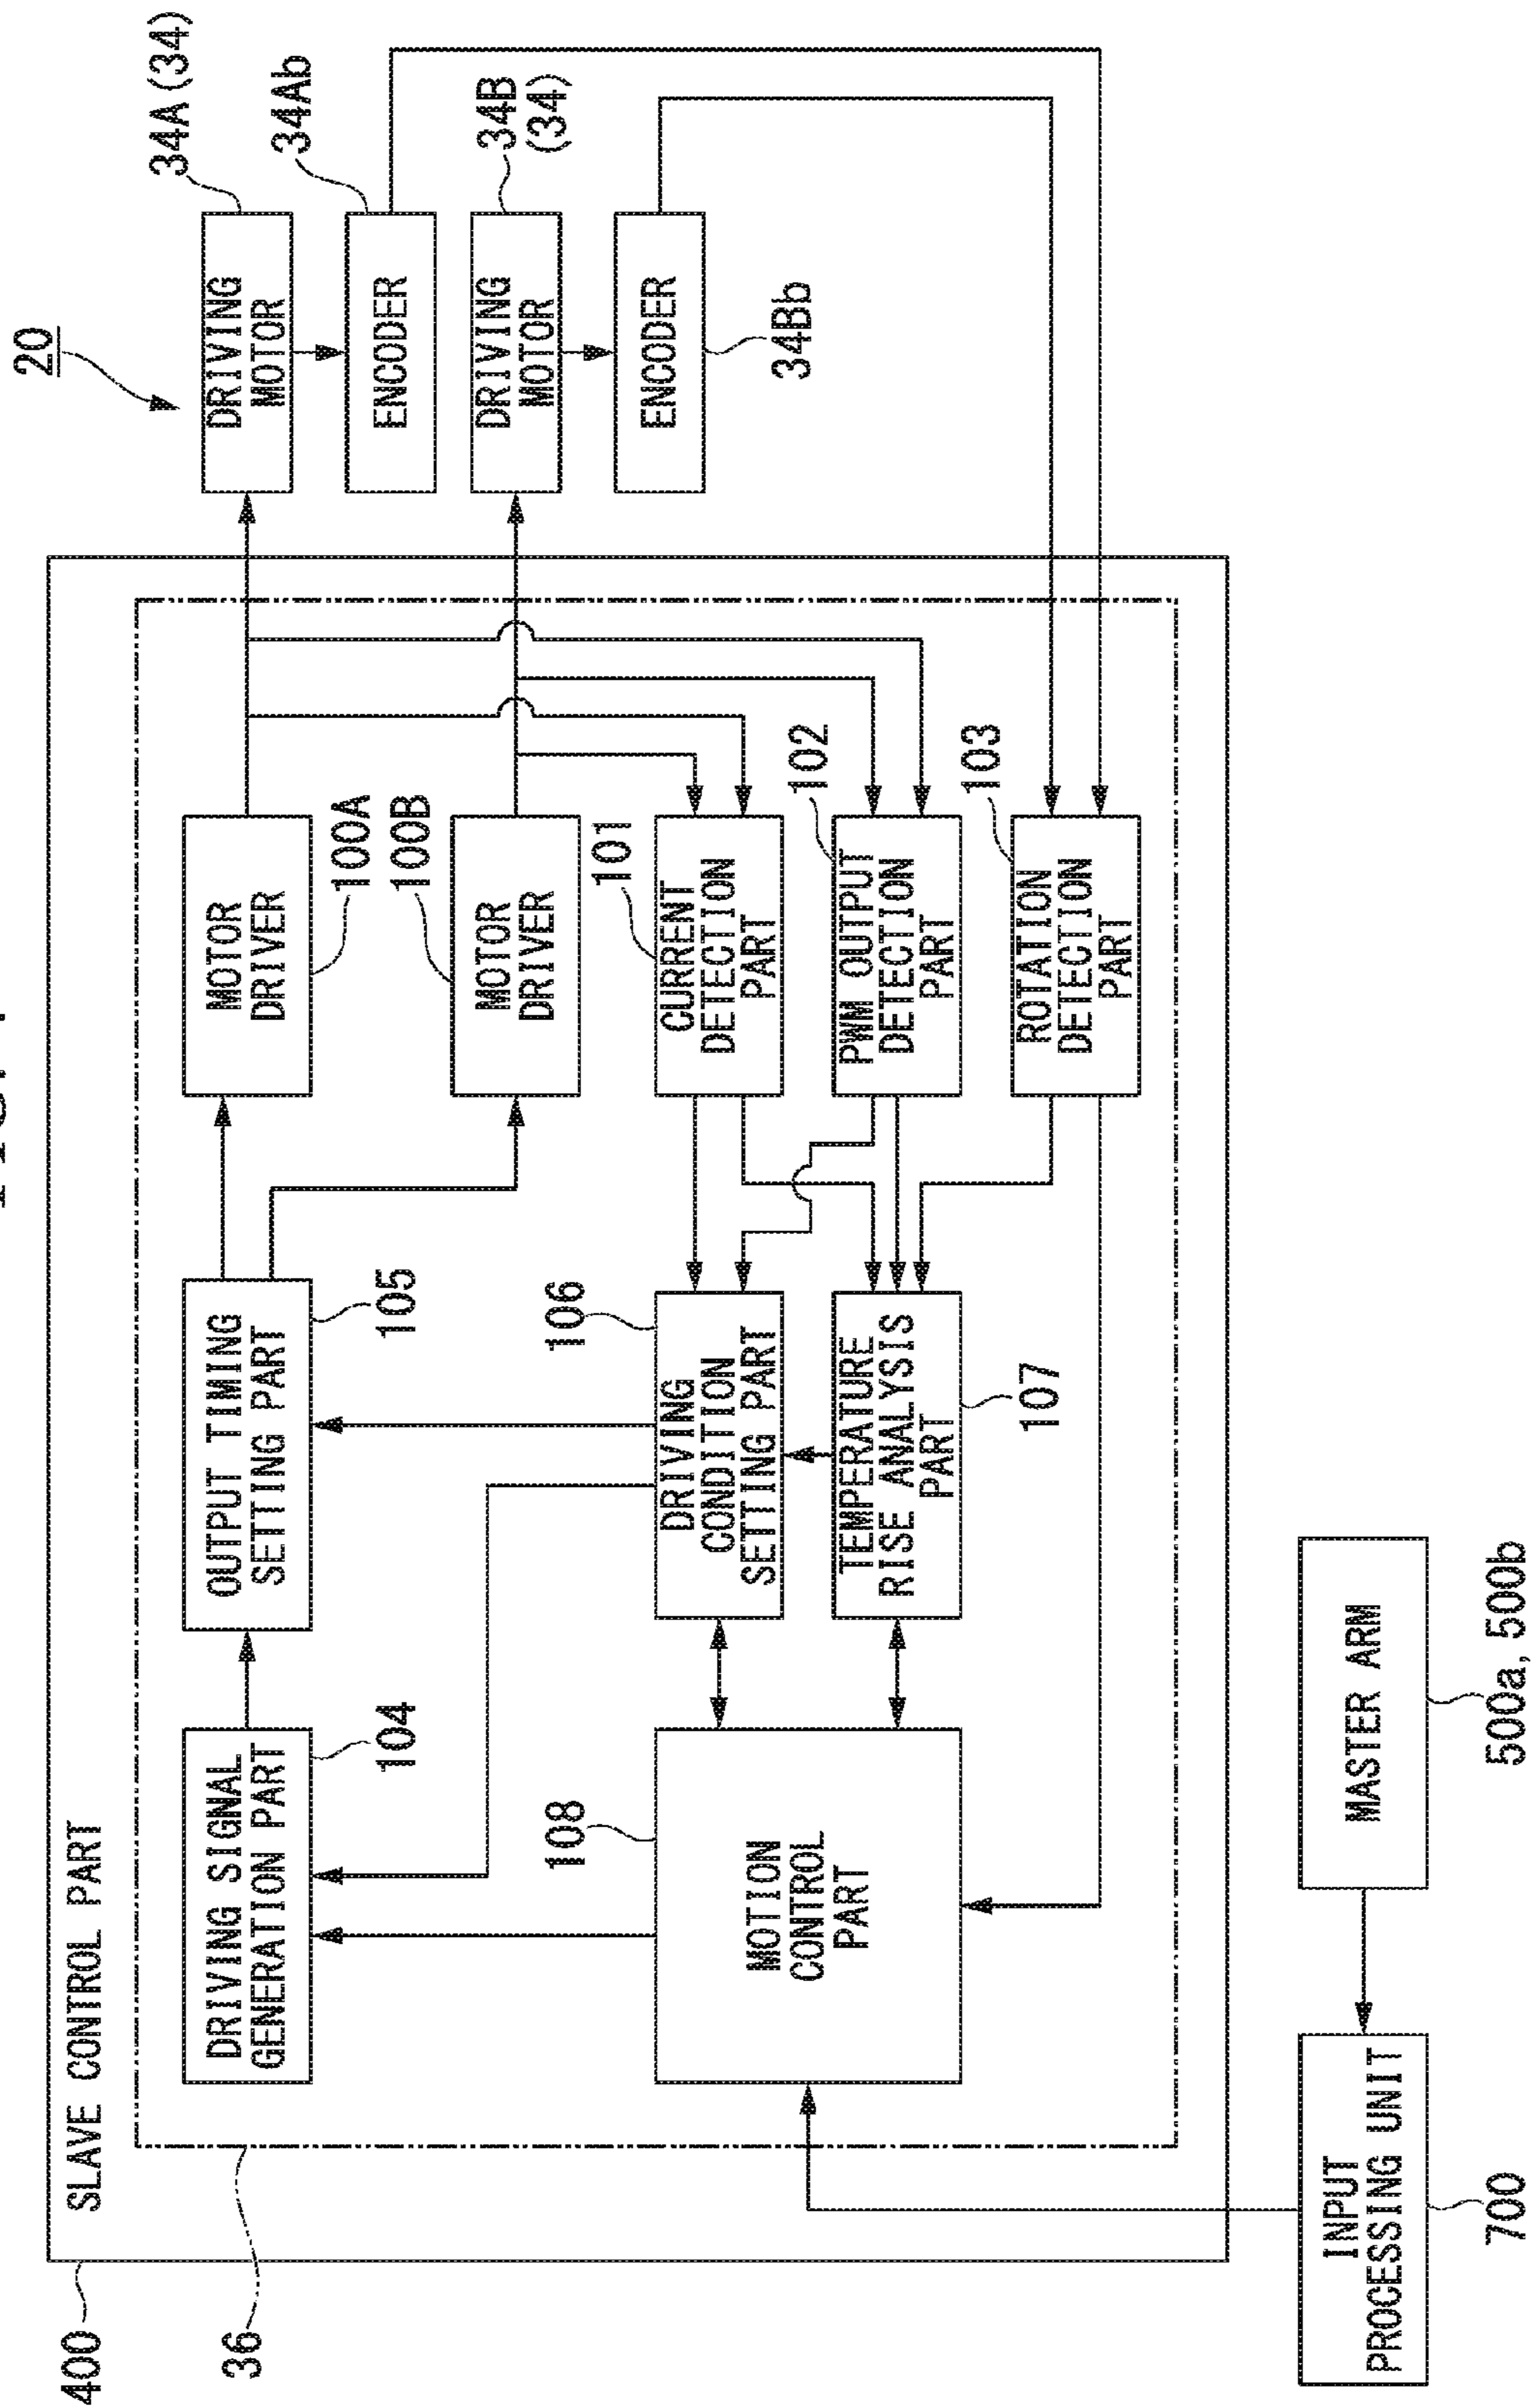 20
400
SLAVE CONTROL PART
36
DRIVING SIGNAL
GENERATION PART
104
OUTPUT TIMING
SETTING PART
105
MOTOR
DRIVER
100A
MOTOR
DRIVER
100B
DRIVING
MOTOR
34A (34)
ENCODER
34Ab
DRIVING
MOTOR
34B
(34)
ENCODER
34Bb
108
MOTION
CONTROL
PART
106
DRIVING
CONDITION
SETTING PART
TEMPERATURE
RISE ANALYSIS
PART
107
101
CURRENT
DETECTION
PART
102
PWM OUTPUT
DETECTION
PART
103
ROTATION
DETECTION
PART
INPUT
PROCESSING UNIT
700
MASTER ARM
500a, 500b